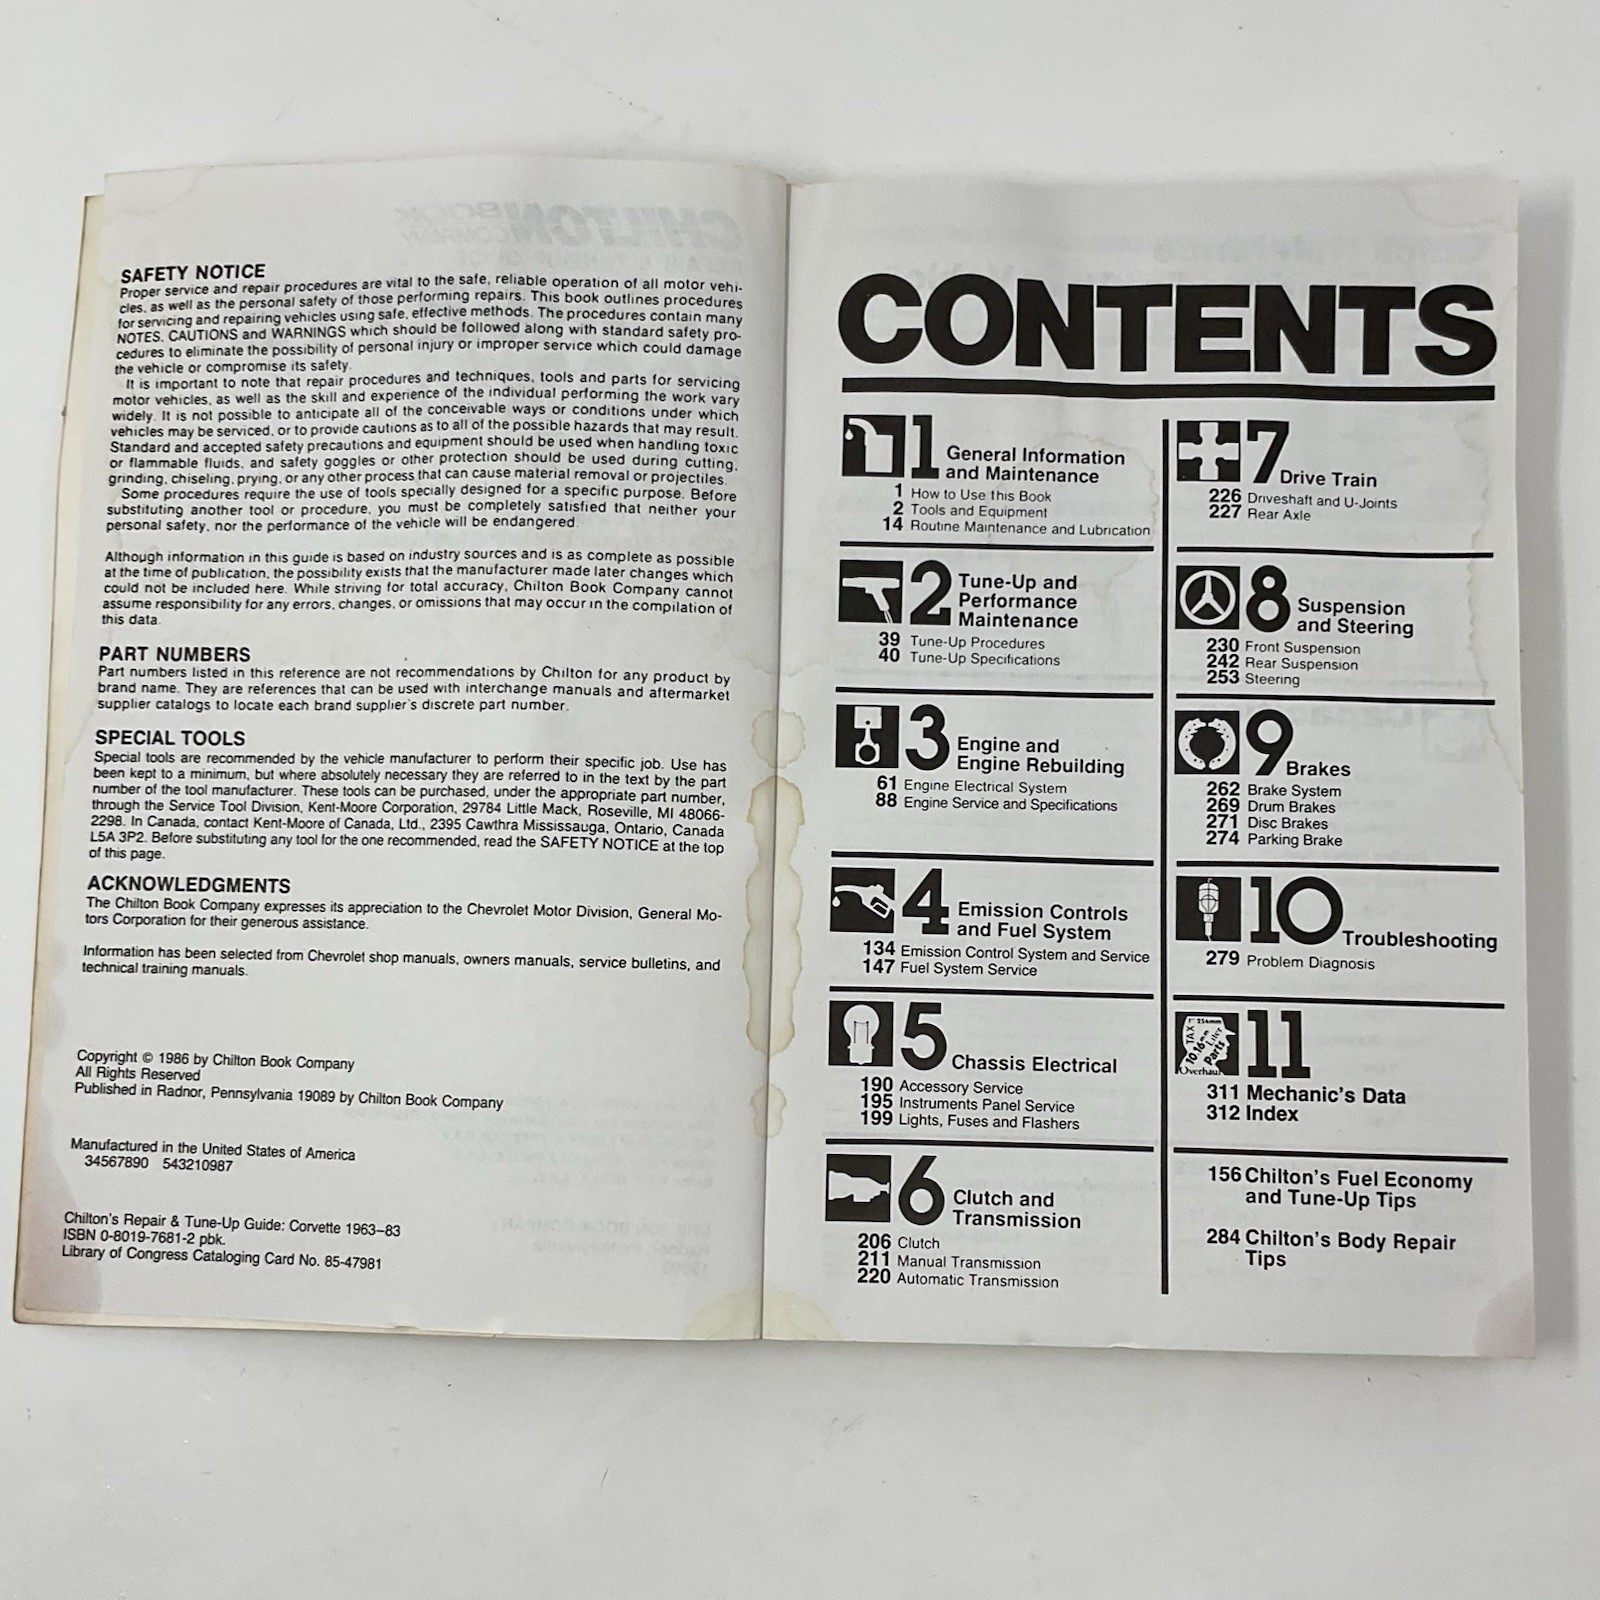 SAFETY NOTICE
Proper service and repair procedures are vital to the safe, reliable operation of all motor vehi-
cles, as well as the personal safety of those performing repairs. This book outlines procedures
for servicing and repairing vehicles using safe, effective methods. The procedures contain many
NOTES, CAUTIONS and WARNINGS which should be followed along with standard safety pro-
cedures to eliminate the possibility of personal injury or improper service which could damage
the vehicle or compromise its safety.
It is important to note that repair procedures and techniques, tools and parts for servicing
motor vehicles, as well as the skill and experience of the individual performing the work vary
widely. It is not possible to anticipate all of the conceivable ways or conditions under which
vehicles may be serviced, or to provide cautions as to all of the possible hazards that may result.
Standard and accepted safety precautions and equipment should be used when handling toxic
or flammable fluids, and safety goggles or other protection should be used during cutting,
grinding, chiseling, prying, or any other process that can cause material removal or projectiles.
Some procedures require the use of tools specially designed for a specific purpose. Before
substituting another tool or procedure, you must be completely satisfied that neither your
personal safety, nor the performance of the vehicle will be endangered.
Although information in this guide is based on industry sources and is as complete as possible
at the time of publication, the possibility exists that the manufacturer made later changes which
could not be included here. While striving for total accuracy, Chilton Book Company cannot
assume responsibility for any errors, changes, or omissions that may occur in the compilation of
this data.
PART NUMBERS
Part numbers listed in this reference are not recommendations by Chilton for any product by
brand name. They are references that can be used with interchange manuals and aftermarket
supplier catalogs to locate each brand supplier's discrete part number.
SPECIAL TOOLS
Special tools are recommended by the vehicle manufacturer to perform their specific job. Use has
been kept to a minimum, but where absolutely necessary they are referred to in the text by the part
number of the tool manufacturer. These tools can be purchased, under the appropriate part number,
through the Service Tool Division, Kent-Moore Corporation, 29784 Little Mack, Roseville, MI 48066-
2298. In Canada, contact Kent-Moore of Canada, Ltd., 2395 Cawthra Mississauga, Ontario, Canada
L5A 3P2. Before substituting any tool for the one recommended, read the SAFETY NOTICE at the top
of this page.
ACKNOWLEDGMENTS
The Chilton Book Company expresses its appreciation to the Chevrolet Motor Division, General Mo-
tors Corporation for their generous assistance.
Information has been selected from Chevrolet shop manuals, owners manuals, service bulletins, and
technical training manuals.
Copyright © 1986 by Chilton Book Company
All Rights Reserved
Published in Radnor, Pennsylvania 19089 by Chilton Book Company
Manufactured in the United States of America
34567890 543210987
Chilton's Repair & Tune-Up Guide: Corvette 1963–83
ISBN 0-8019-7681-2 pbk.
Library of Congress Cataloging Card No. 85-47981
CONTENTS
1 General Information
and Maintenance
1 How to Use this Book
2 Tools and Equipment
14 Routine Maintenance and Lubrication
2 Tune-Up and
Performance
Maintenance
39 Tune-Up Procedures
40 Tune-Up Specifications
3 Engine and
Engine Rebuilding
61 Engine Electrical System
88 Engine Service and Specifications
4 Emission Controls
and Fuel System
134 Emission Control System and Service
147 Fuel System Service
5 Chassis Electrical
190 Accessory Service
195 Instruments Panel Service
199 Lights, Fuses and Flashers
6 Clutch and
Transmission
206 Clutch
211 Manual Transmission
220 Automatic Transmission
7 Drive Train
226 Driveshaft and U-Joints
227 Rear Axle
8 Suspension
and Steering
230 Front Suspension
242 Rear Suspension
253 Steering
9 Brakes
262 Brake System
269 Drum Brakes
271 Disc Brakes
274 Parking Brake
10 Troubleshooting
279 Problem Diagnosis
1" 254mm
TAX
10.16mm
Liter
Parts
Overhaul
11
311 Mechanic's Data
312 Index
156 Chilton's Fuel Economy
and Tune-Up Tips
284 Chilton's Body Repair
Tips